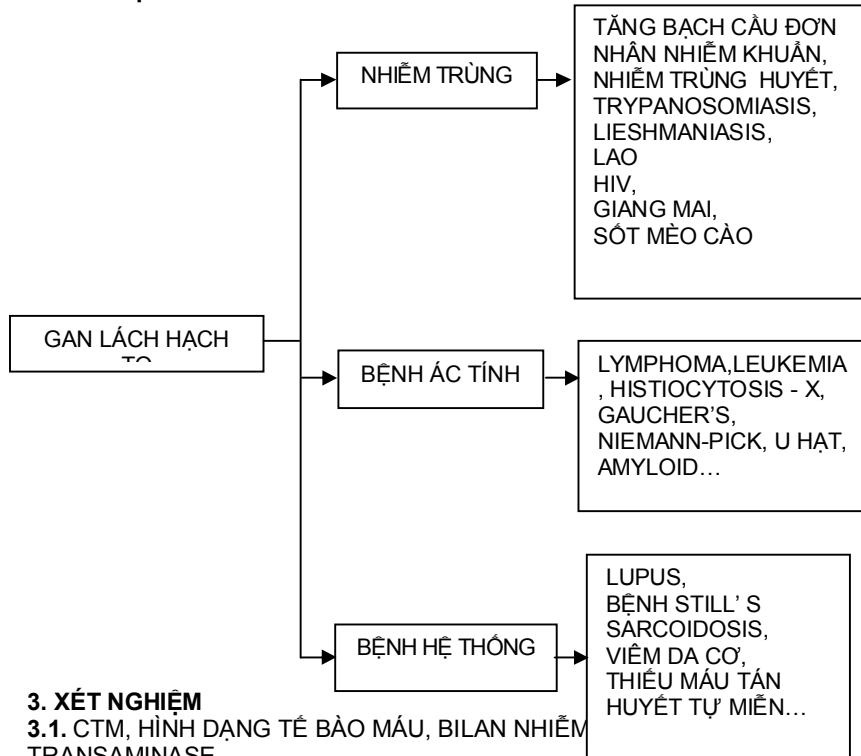 NHIỄM TRÙNG
TĂNG BẠCH CẦU ĐƠN
NHÂN NHIỄM KHUẨN,
NHIỄM TRÙNG HUYẾT,
TRYPANOSOMIASIS,
LIESHMANIASIS,
LAO
HIV,
GIANG MAI,
SỐT MÈO CÀO
GAN LÁCH HẠCH
BỆNH ÁC TÍNH
LYMPHOMA,LEUKEMIA
, HISTIOCYTOSIS - X,
GAUCHER'S,
NIEMANN-PICK, U HẠT,
AMYLOID…
BỆNH HỆ THỐNG
LUPUS,
BỆNH STILL' S
SARCOIDOSIS,
VIÊM DA CƠ,
THIẾU MÁU TÁN
HUYẾT TỰ MIỄN…
3. XÉT NGHIỆM
3.1. CTM, HÌNH DẠNG TẾ BÀO MÁU, BILAN NHIỄM
TRANSAMINASE